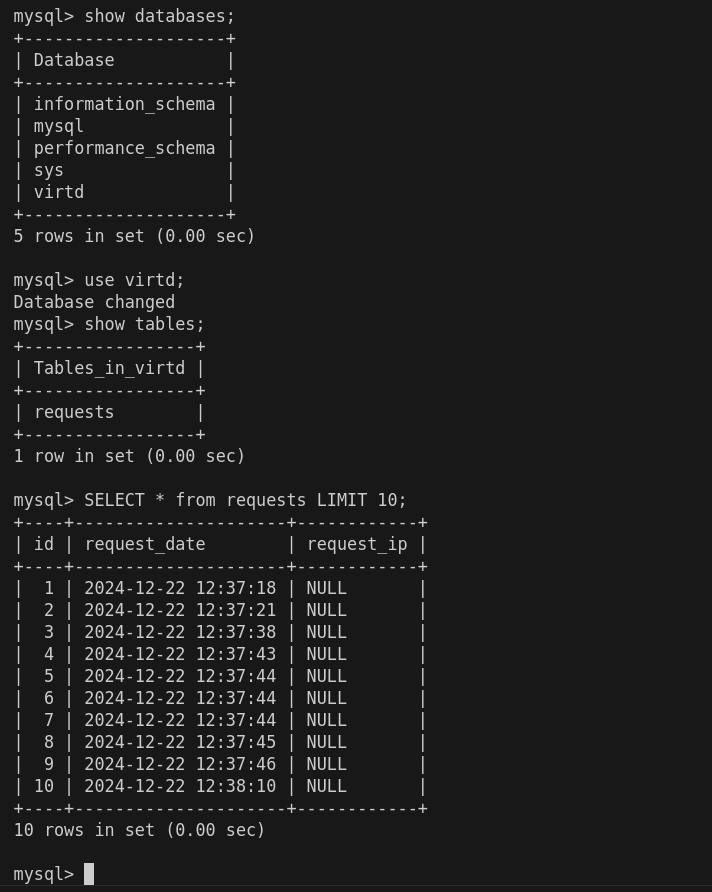 mysql> show databases;
+--------------------+
| Database           |
+--------------------+
| information_schema |
| mysql              |
| performance_schema |
| sys                |
| virtd              |
+--------------------+
5 rows in set (0.00 sec)

mysql> use virtd;
Database changed
mysql> show tables;
+-----------------+
| Tables_in_virtd |
+-----------------+
| requests        |
+-----------------+
1 row in set (0.00 sec)

mysql> SELECT * from requests LIMIT 10;
+----+---------------------+------------+
| id | request_date        | request_ip |
+----+---------------------+------------+
|  1 | 2024-12-22 12:37:18 | NULL       |
|  2 | 2024-12-22 12:37:21 | NULL       |
|  3 | 2024-12-22 12:37:38 | NULL       |
|  4 | 2024-12-22 12:37:43 | NULL       |
|  5 | 2024-12-22 12:37:44 | NULL       |
|  6 | 2024-12-22 12:37:44 | NULL       |
|  7 | 2024-12-22 12:37:44 | NULL       |
|  8 | 2024-12-22 12:37:45 | NULL       |
|  9 | 2024-12-22 12:37:46 | NULL       |
| 10 | 2024-12-22 12:38:10 | NULL       |
+----+---------------------+------------+
10 rows in set (0.00 sec)

mysql>